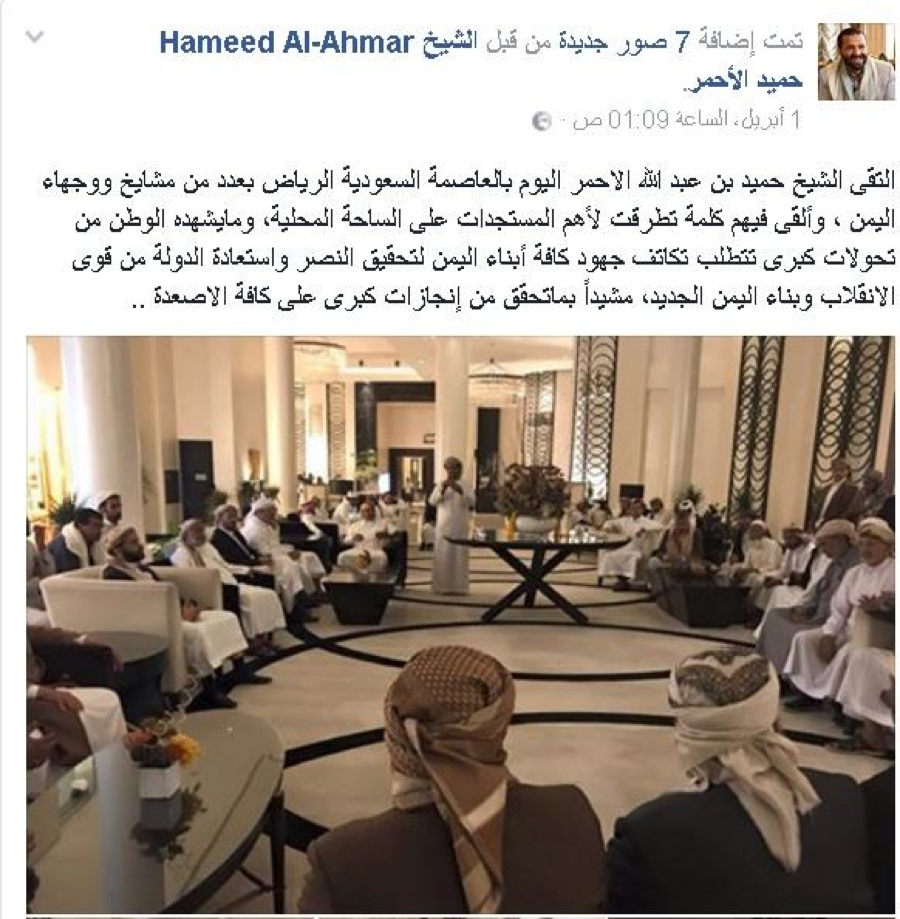 تمت إضافة 7 صور جديدة من قبل الشيخ Hameed Al-Ahmar
حميد الأحمر.
1 أبريل، الساعة 01:09 ص ·
التقى الشيخ حميد بن عبد الله الاحمر اليوم بالعاصمة السعودية الرياض بعدد من مشايخ ووجهاء
اليمن ، وألقى فيهم كلمة تطرقت لأهم المستجدات على الساحة المحلية، ومايشهده الوطن من
تحولات كبرى تتطلب تكاتف جهود كافة أبناء اليمن لتحقيق النصر واستعادة الدولة من قوى
الانقلاب وبناء اليمن الجديد، مشيداً بماتحقق من إنجازات كبرى على كافة الاصعدة ..